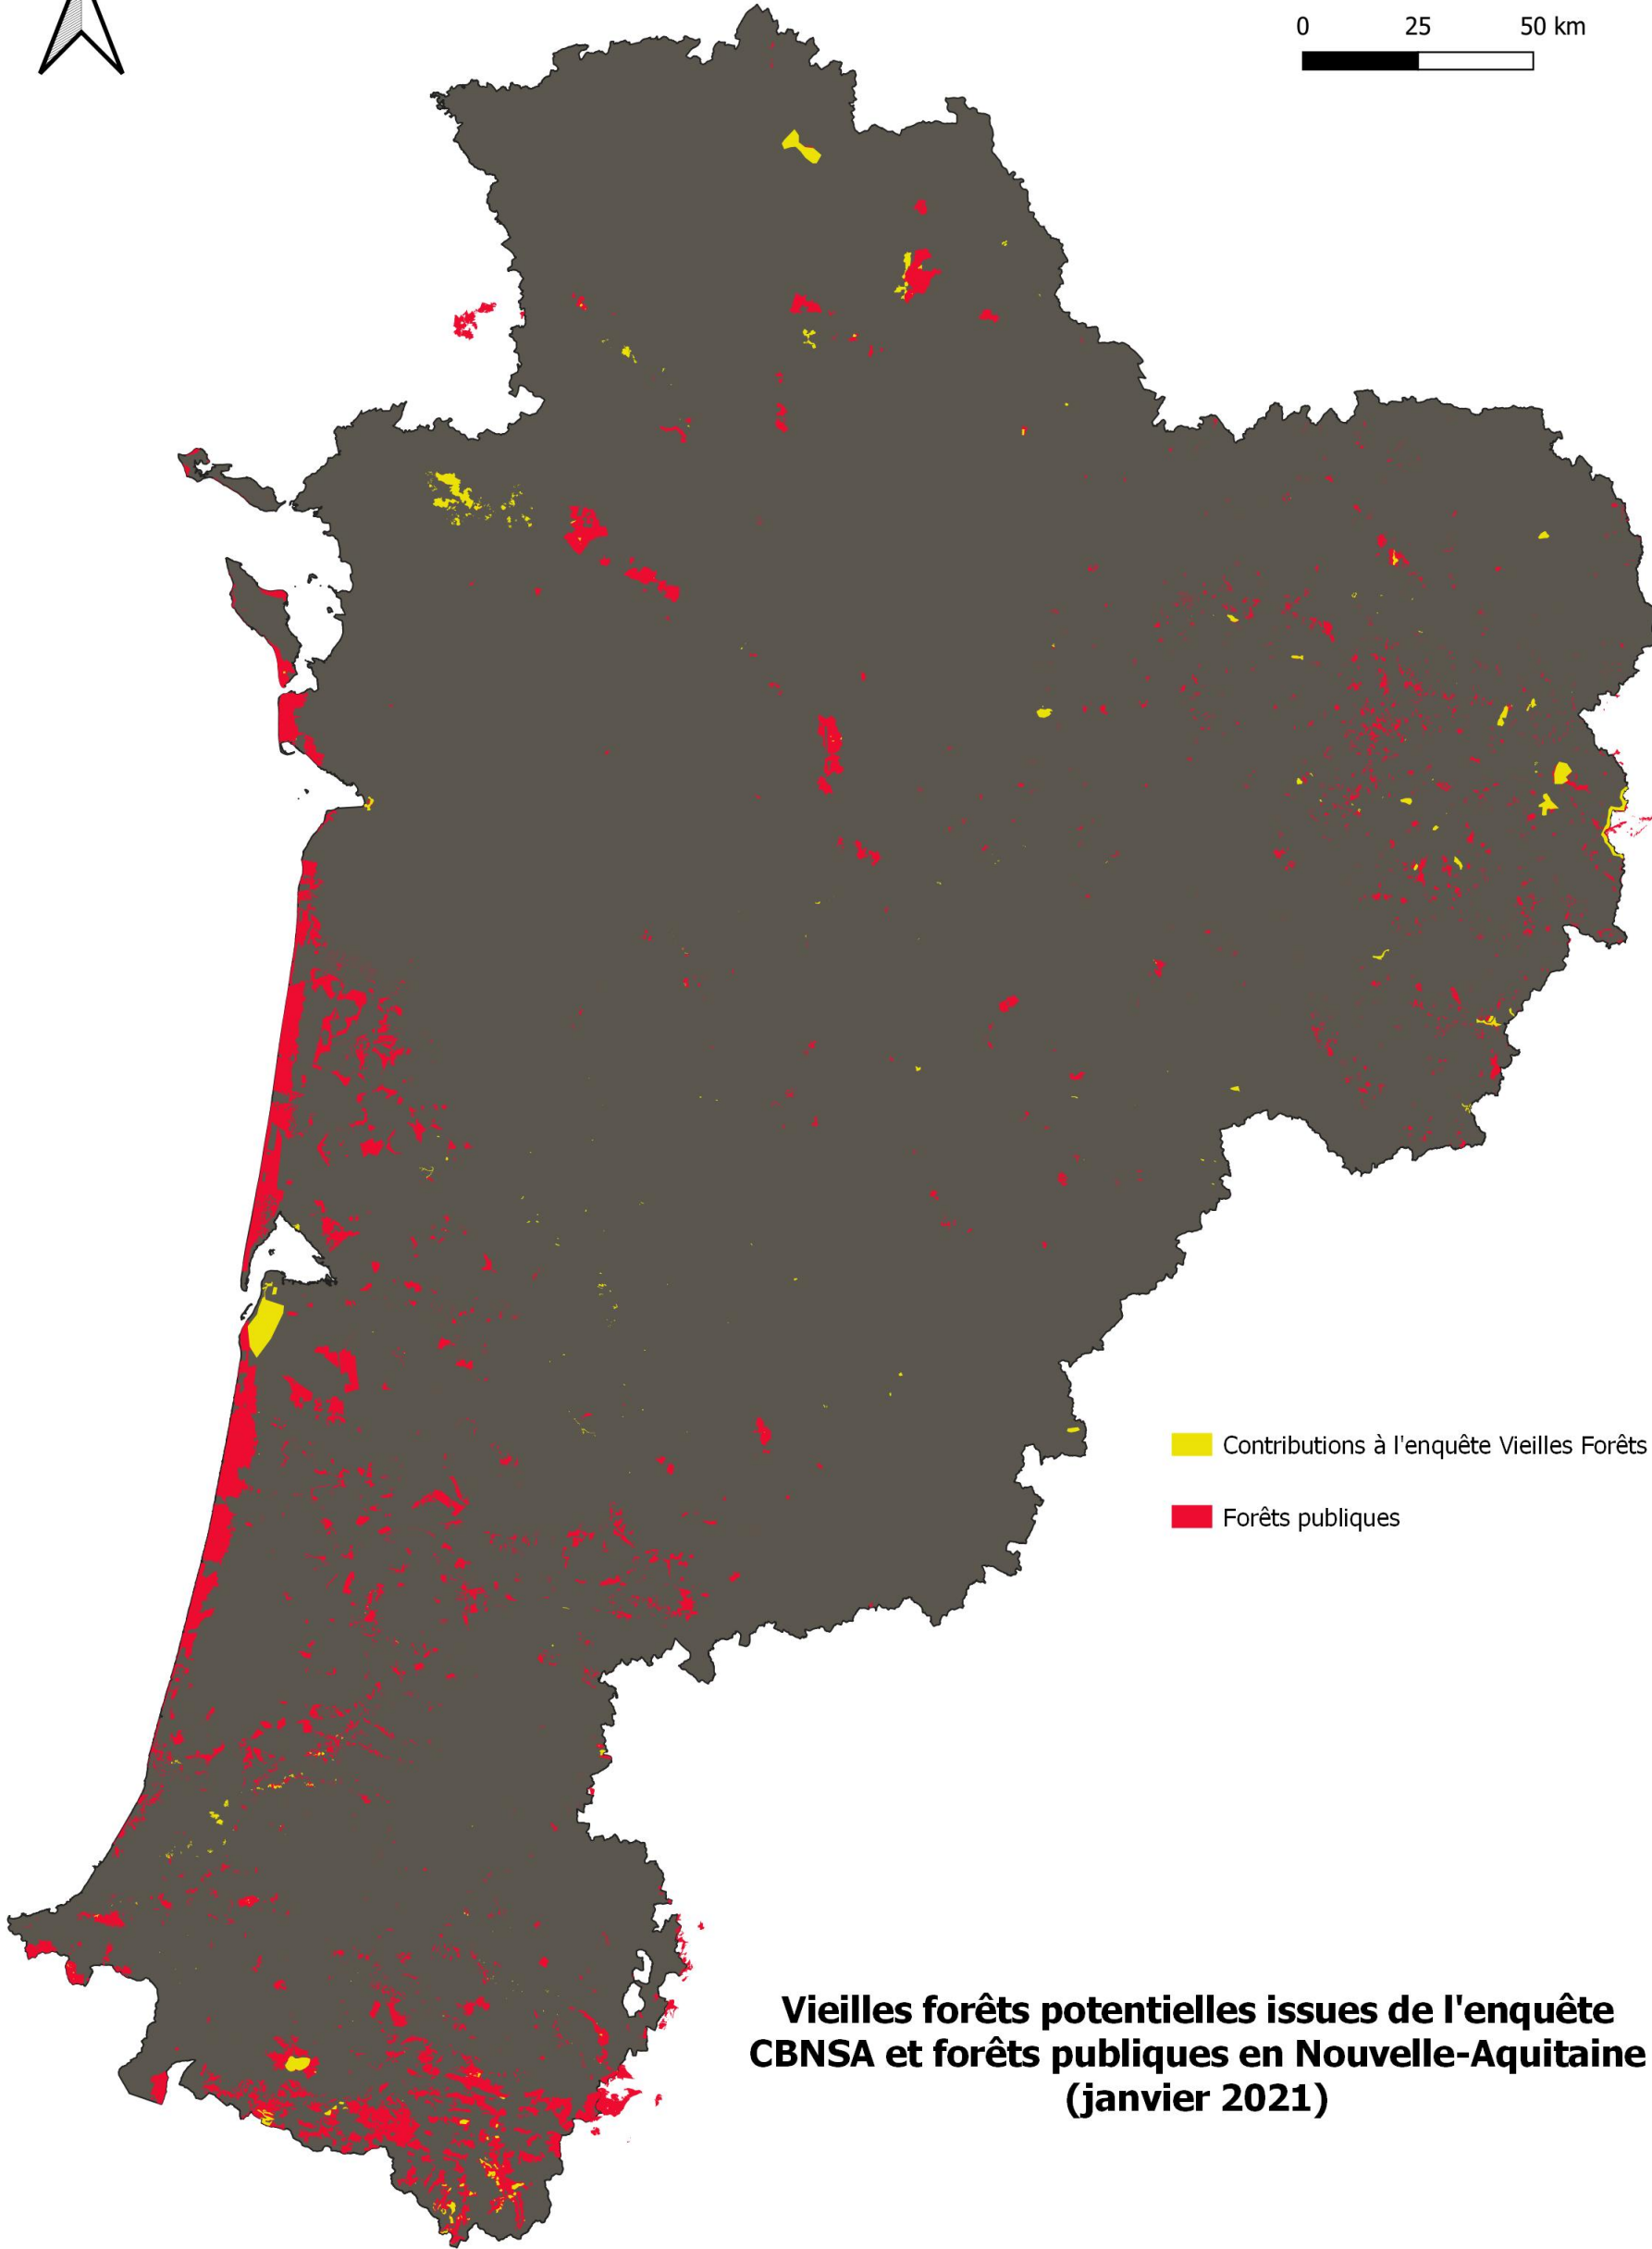 0 25 50 km
Contributions à l'enquête Vieilles Forêts
Forêts publiques
Vieilles forêts potentielles issues de l'enquête
CBNSA et forêts publiques en Nouvelle-Aquitaine
(janvier 2021)